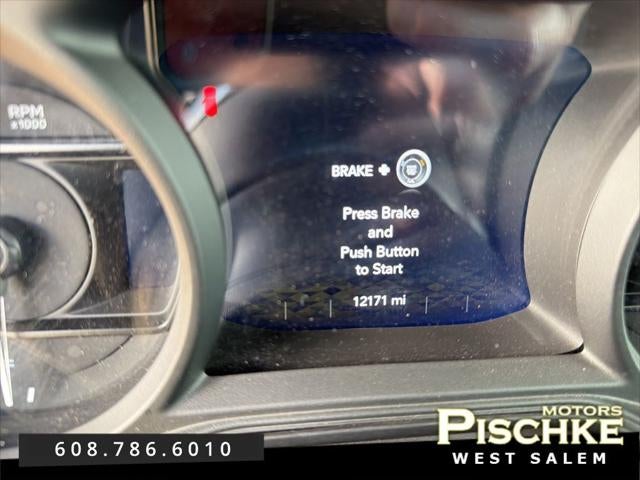 RPM
x1000
BRAKE +
Press Brake
and
Push Button
to Start
12171 mi
608.786.6010
MOTORS
PISCHKE
WEST SALEM